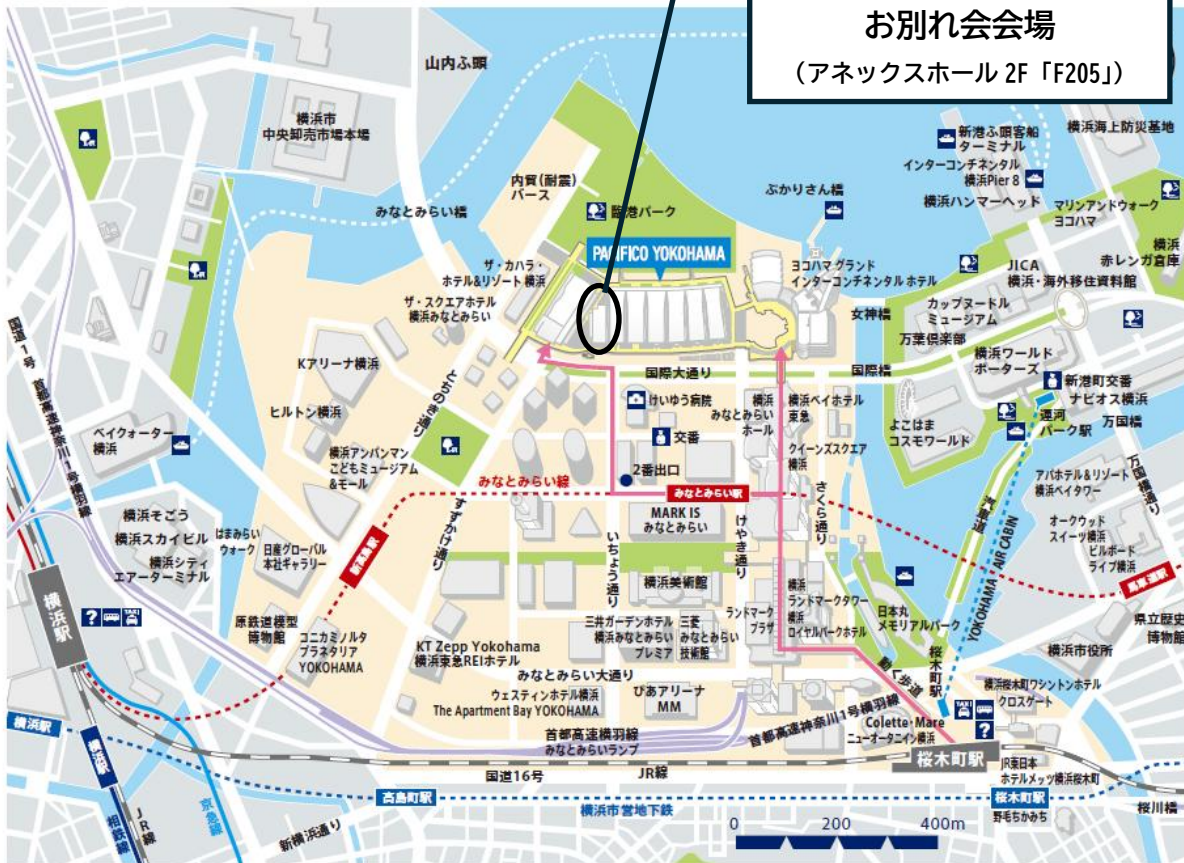 お別れ会会場
（アネックスホール 2F「F205」）
山内ふ頭
横浜市
中央卸売市場本場
新港ふ頭客船
ターミナル
横浜海上防災基地
インターコンチネンタル
横浜Pier 8
横浜ハンマーヘッド
マリンアンドウォーク
ヨコハマ
横浜
赤レンガ倉庫
内貿(耐震)
バース
みなとみらい橋
臨港パーク
ぷかりさん橋
PACIFICO YOKOHAMA
ザ・カハラ・
ホテル&リゾート 横浜
ヨコハマ グランド
インターコンチネンタル ホテル
JICA
横浜・海外移住資料館
ザ・スクエアホテル
横浜みなとみらい
女神橋
カップヌードル
ミュージアム
万葉倶楽部
横浜ワールド
ポーターズ
国道1号
首都高速神奈川1号横羽線
Kアリーナ横浜
とちのき通り
国際大通り
国際橋
新港町交番
ナビオス横浜
けいゆう病院
横浜
みなとみらい
ホール
横浜ベイホテル
東急
ヒルトン横浜
よこはま
コスモワールド
運河
パーク駅
万国橋
ベイクォーター
横浜
横浜アンパンマン
こどもミュージアム
&モール
交番
クイーンズスクエア
横浜
2番出口
みなとみらい線
みなとみらい駅
さくら通り
汽車道
アパホテル&リゾート
横浜ベイタワー
万国橋通り
横浜そごう
横浜スカイビル
はまみらい
ウォーク
日産グローバル
本社ギャラリー
横浜シティ
エアーターミナル
すずかけ通り
MARK IS
みなとみらい
いちょう通り
けやき通り
オークウッド
スイーツ横浜
ビルボード
ライブ横浜
YOKOHAMA AIR CABIN
新高島駅
横浜美術館
馬車道駅
横浜駅
横浜
ランドマークタワー
横浜
ロイヤルパークホテル
ランドマーク
プラザ
日本丸
メモリアルパーク
原鉄道模型
博物館
コニカミノルタ
プラネタリア
YOKOHAMA
三井ガーデンホテル
横浜みなとみらい
プレミア
三菱
みなとみらい
技術館
県立歴史
博物館
KT Zepp Yokohama
横浜東急REIホテル
横浜市役所
みなとみらい大通り
動く歩道
桜木町駅
ウェスティンホテル横浜
The Apartment Bay YOKOHAMA
ぴあアリーナ
MM
横浜桜木町ワシントンホテル
クロスゲート
TAXI
横浜駅
首都高速横羽線
みなとみらいランプ
首都高速神奈川1号横羽線
Colette・Mare
ニューオータニイン横浜
横浜駅
国道16号
JR線
桜木町駅
JR東日本
ホテルメッツ横浜桜木町
高島町駅
横浜市営地下鉄
桜木町駅
野毛ちかみち
桜川橋
相鉄線
JR線
京急線
新横浜通り
0 200 400m